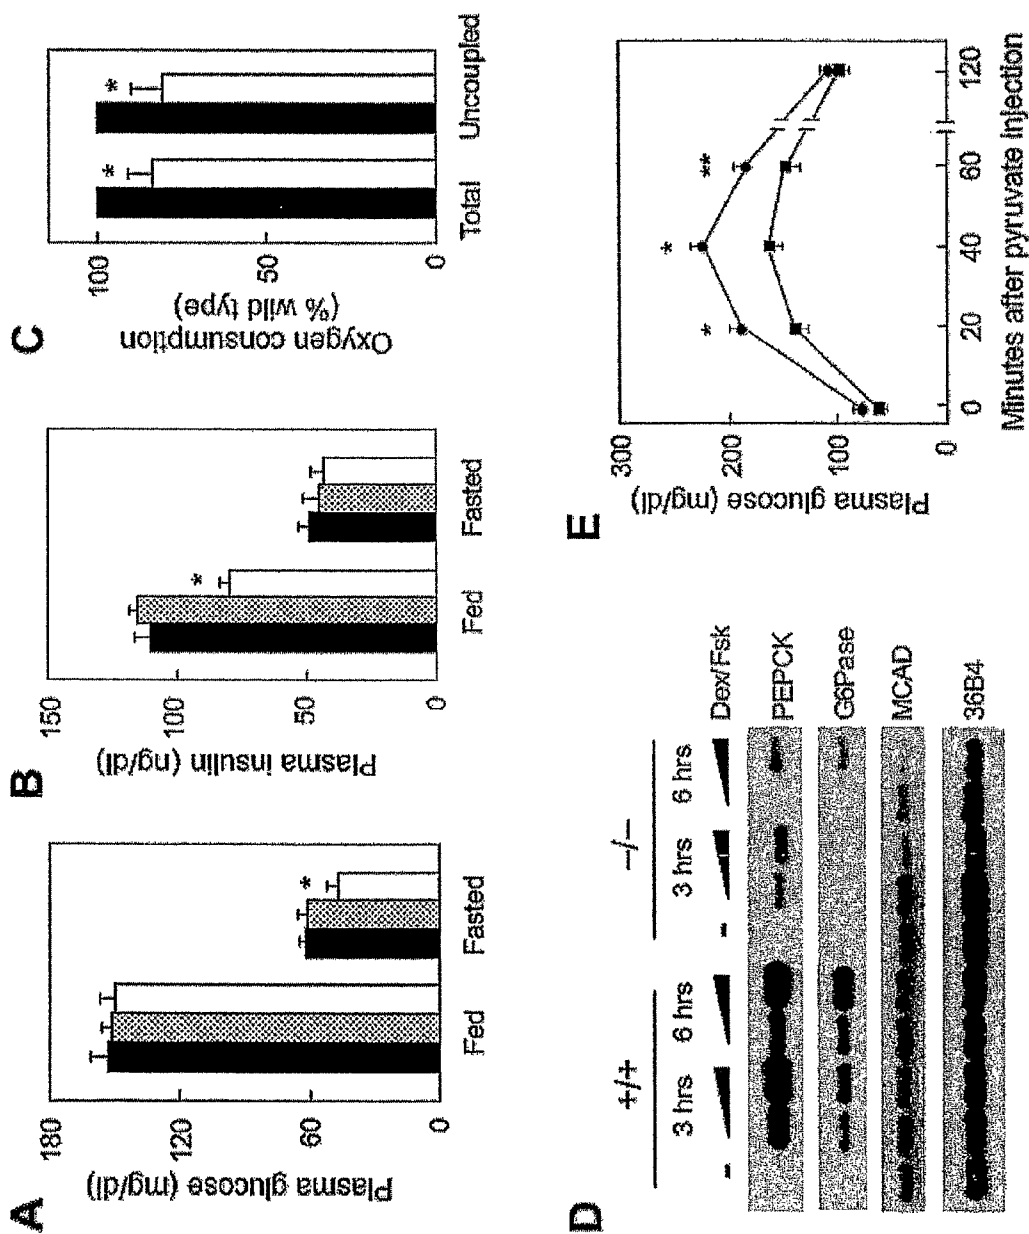 A
Plasma glucose (mg/dl)
180
120
60
0
Fed
Fasted
*
B
Plasma insulin (ng/dl)
150
100
50
0
Fed
Fasted
*
C
Oxygen consumption
(% wild type)
100
50
0
Total
Uncoupled
*
*
D
+/+
–/–
3 hrs
6 hrs
3 hrs
6 hrs
–
–
Dex/Fsk
PEPCK
G6Pase
MCAD
36B4
E
Plasma glucose (mg/dl)
300
200
100
0
*
*
**
0
20
40
60
120
Minutes after pyruvate injection